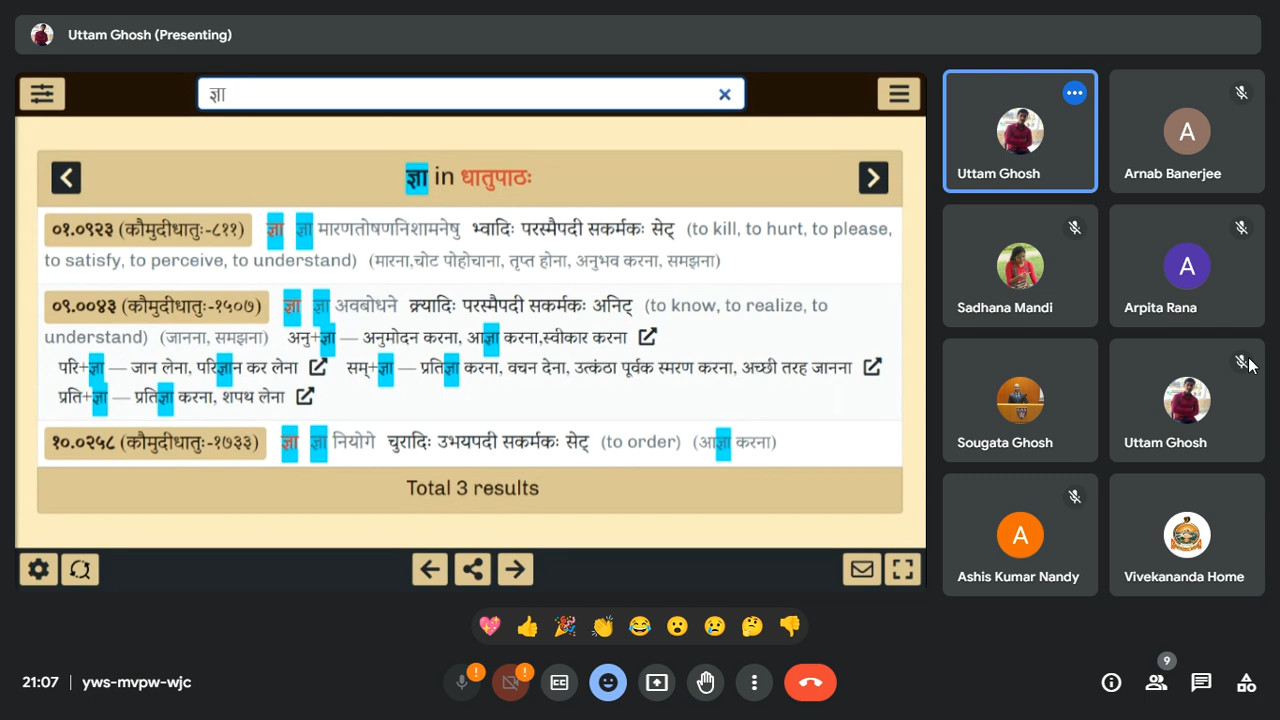 Uttam Ghosh (Presenting)
ज्ञा
ज्ञा in धातुपाठः
०१.०९२३ (कौमुदीधातुः-८११) ज्ञा ज्ञा मारणतोषणनिशामनेषु भ्वादिः परस्मैपदी सकर्मकः सेट् (to kill, to hurt, to please,
to satisfy, to perceive, to understand) (मारना,चोट पोहोचाना, तृप्त होना, अनुभव करना, समझना)
०९.००४३ (कौमुदीधातुः-१५०७) ज्ञा ज्ञा अवबोधने क्र्यादिः परस्मैपदी सकर्मकः अनिट् (to know, to realize, to
understand) (जानना, समझना) अनु+ज्ञा — अनुमोदन करना, आज्ञा करना,स्वीकार करना
परि+ज्ञा — जान लेना, परिज्ञान कर लेना सम्+ज्ञा — प्रतिज्ञा करना, वचन देना, उत्कंठा पूर्वक स्मरण करना, अच्छी तरह जानना
प्रति+ज्ञा — प्रतिज्ञा करना, शपथ लेना
१०.०२५८ (कौमुदीधातुः-१७३३) ज्ञा ज्ञा नियोगे चुरादिः उभयपदी सकर्मकः सेट् (to order) (आज्ञा करना)
Total 3 results
Uttam Ghosh
A
Arnab Banerjee
Sadhana Mandi
A
Arpita Rana
Sougata Ghosh
Uttam Ghosh
A
Ashis Kumar Nandy
Vivekananda Home
21:07 | yws-mvpw-wjc
CC
9